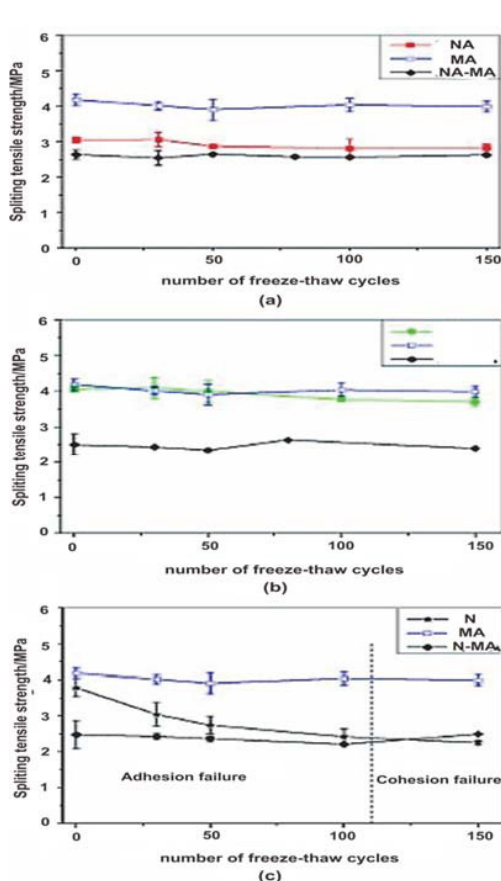 6
5
4
3
2
1
0
Spliting tensile strength/MPa
NA
MA
NA-MA
0
50
100
150
number of freeze-thaw cycles
(a)
6
5
4
3
2
1
0
Spliting tensile strength/MPa
0
50
100
150
number of freeze-thaw cycles
(b)
6
5
4
3
2
1
0
Spliting tensile strength/MPa
N
MA
N-MA
Adhesion failure
Cohesion failure
0
50
100
150
number of freeze-thaw cycles
(c)